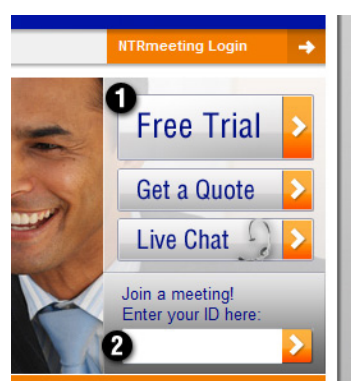 NTRmeeting Login
1
Free Trial
Get a Quote
Live Chat
Join a meeting!
Enter your ID here:
2